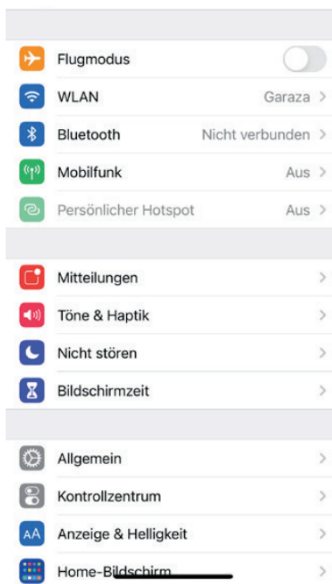 Flugmodus
WLAN Garaza
Bluetooth Nicht verbunden
Mobilfunk Aus
Persönlicher Hotspot Aus
Mitteilungen
Töne & Haptik
Nicht stören
Bildschirmzeit
Allgemein
Kontrollzentrum
AA Anzeige & Helligkeit
Home-Bildschirm